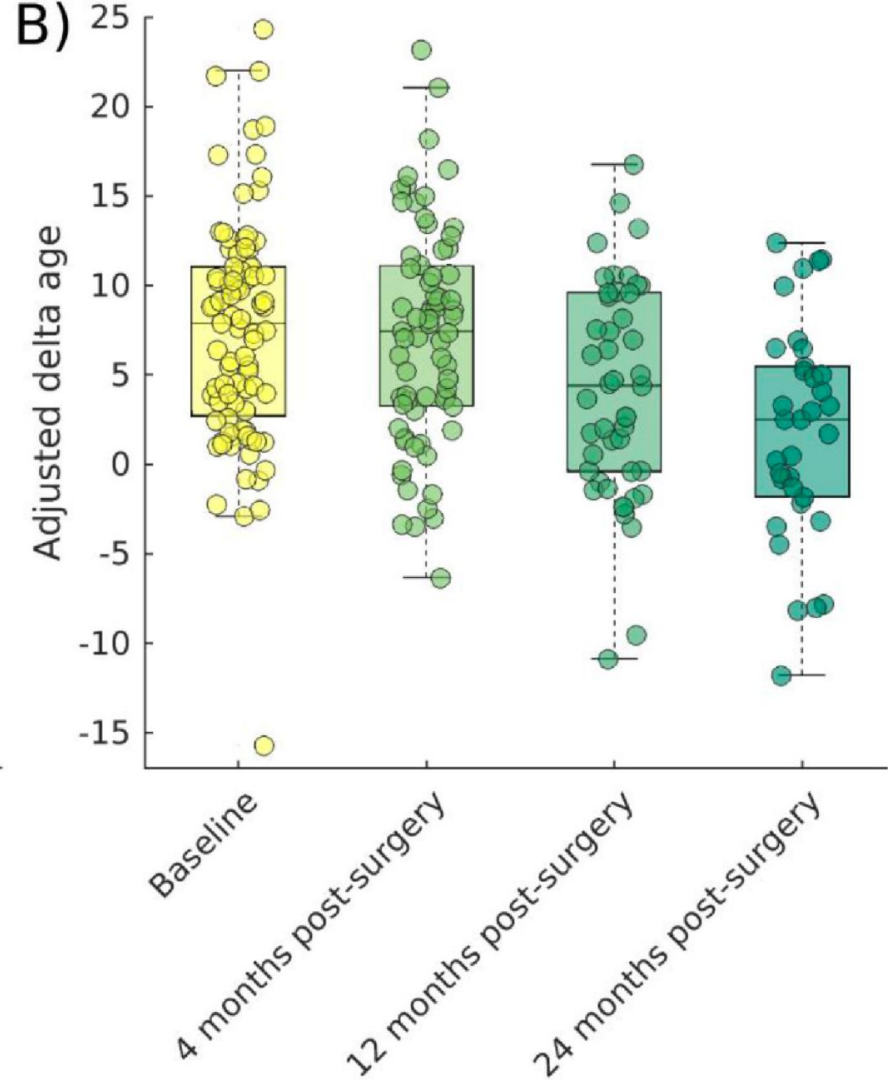 B)
25
20
15
10
5
0
-5
-10
-15
Adjusted delta age
Baseline
4 months post-surgery
12 months post-surgery
24 months post-surgery